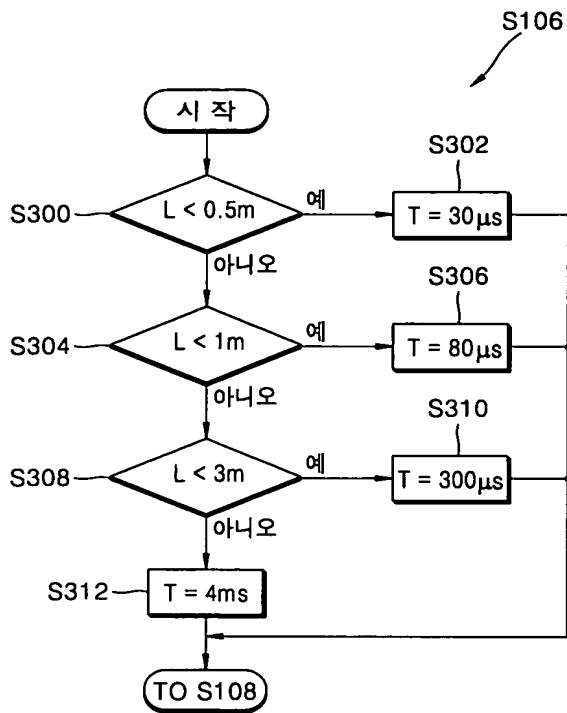 S106
시 작
S302
S300
L < 0.5m
예
T = 30μs
아니오
S306
S304
L < 1m
예
T = 80μs
아니오
S310
S308
L < 3m
예
T = 300μs
아니오
S312
T = 4ms
TO S108